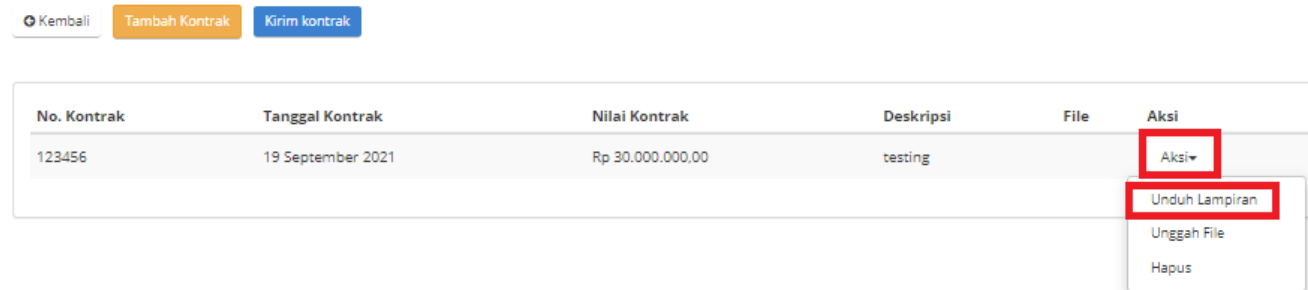 Kembali Tambah Kontrak Kirim kontrak
No. Kontrak Tanggal Kontrak Nilai Kontrak Deskripsi File Aksi
123456 19 September 2021 Rp 30.000.000,00 testing Aksi
Unduh Lampiran
Unggah File
Hapus